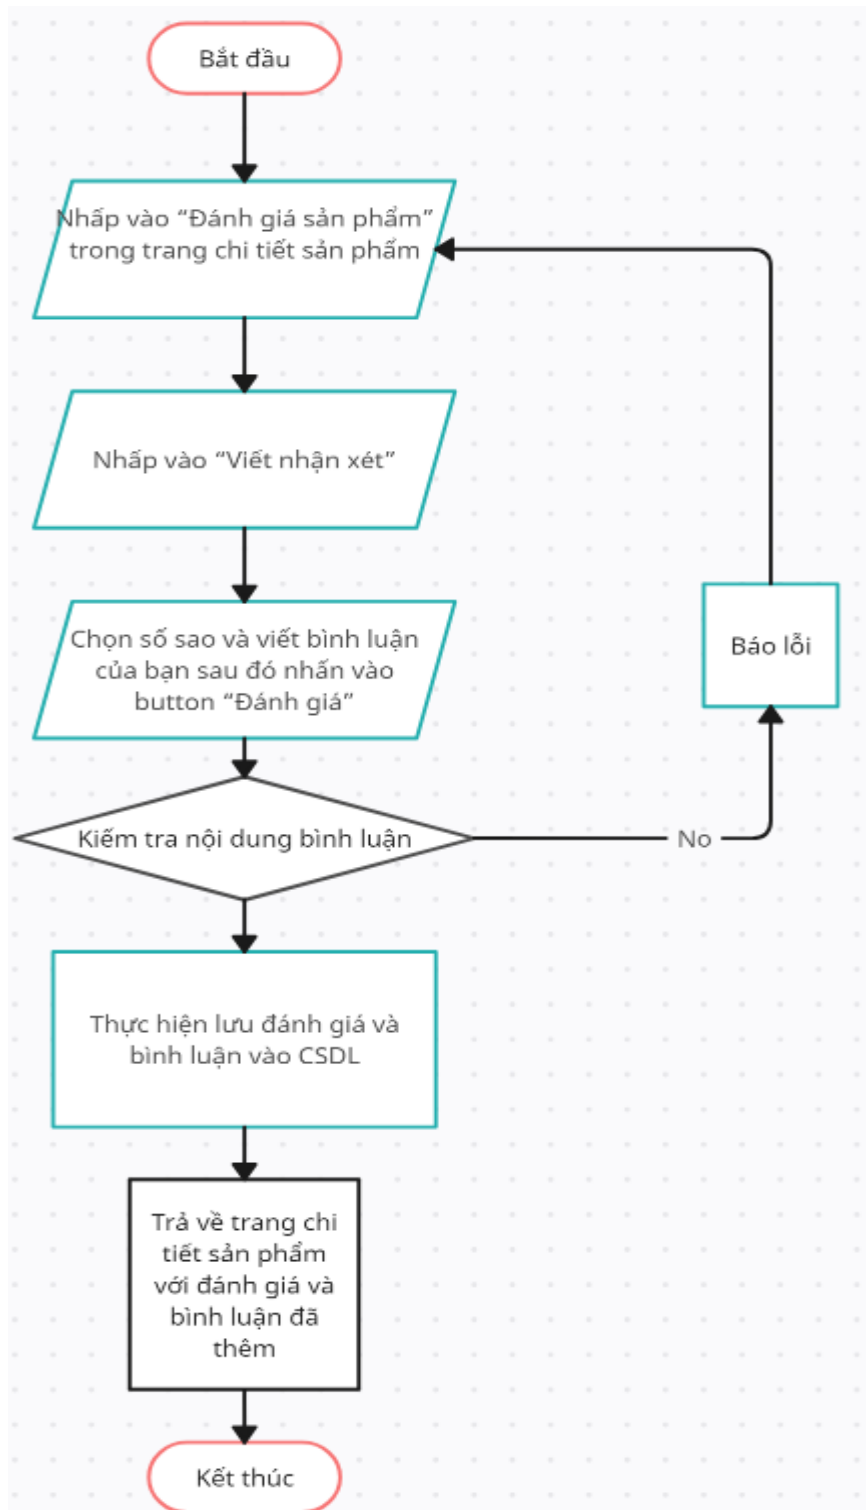 Bắt đầu
Nhấp vào “Đánh giá sản phẩm”
trong trang chi tiết sản phẩm
Nhấp vào “Viết nhận xét”
Chọn số sao và viết bình luận
của bạn sau đó nhấn vào
button “Đánh giá”
Báo lỗi
Kiểm tra nội dung bình luận
No
Thực hiện lưu đánh giá và
bình luận vào CSDL
Trả về trang chi
tiết sản phẩm
với đánh giá và
bình luận đã
thêm
Kết thúc